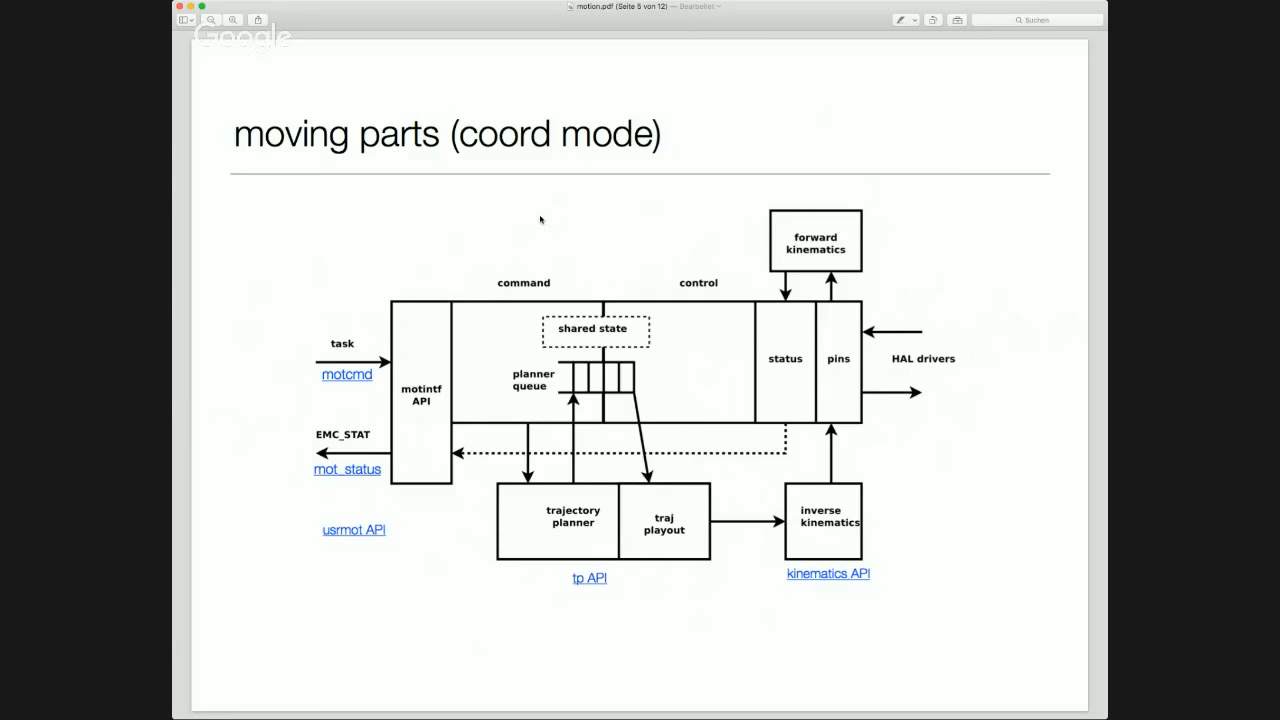 motion.pdf (Seite 5 von 12) — Bearbeitet
Suchen
Google
moving parts (coord mode)
forward
kinematics
command
control
shared state
task
motcmd
planner
queue
motintf
API
status
pins
HAL drivers
EMC_STAT
mot_status
usrmot API
trajectory
planner
traj
playout
inverse
kinematics
tp API
kinematics API